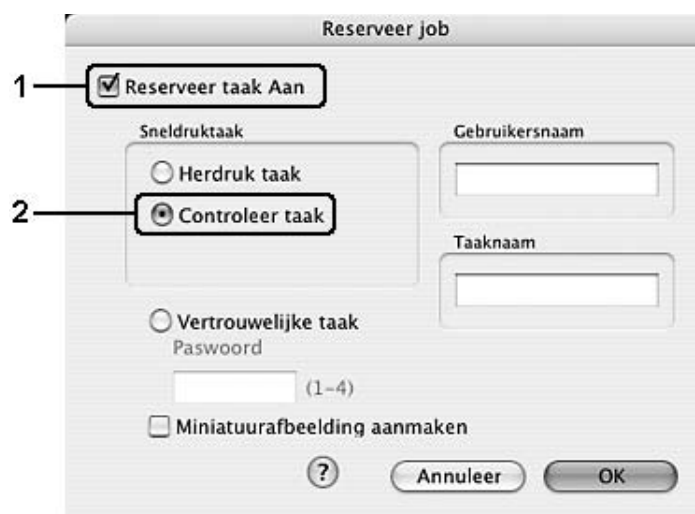 Reserveer job
1
Reserveer taak Aan
Sneldruktaak
Herdruk taak
2
Controleer taak
Gebruikersnaam
Taaknaam
Vertrouwelijke taak
Paswoord
(1-4)
Miniatuurafbeelding aanmaken
?
Annuleer
OK